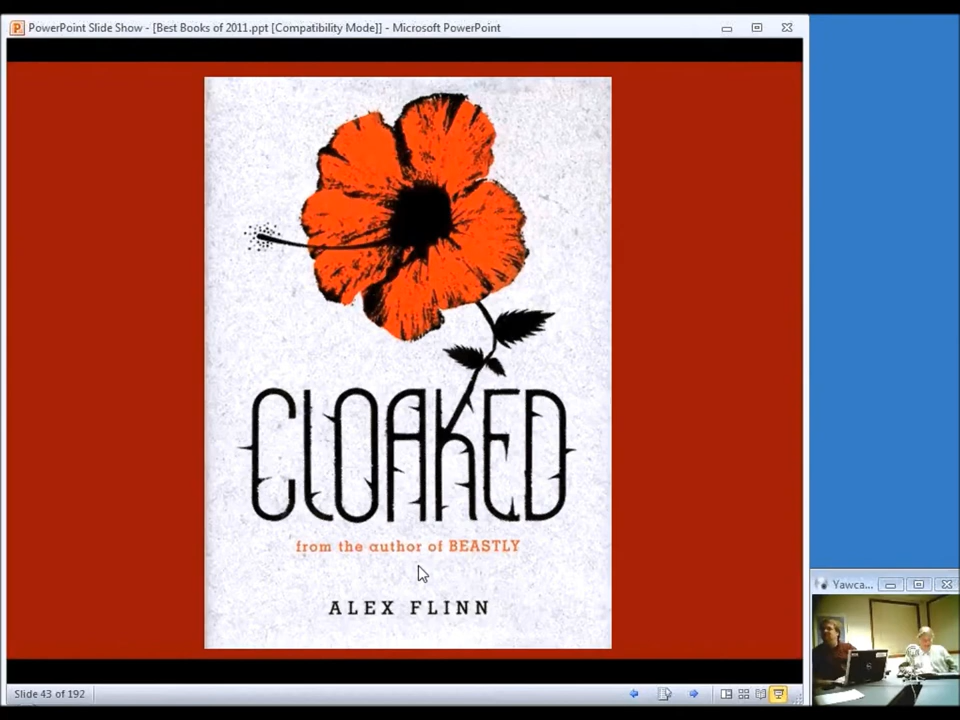 PowerPoint Slide Show - [Best Books of 2011.ppt [Compatibility Mode]] - Microsoft PowerPoint
CLOAKED
from the author of BEASTLY
ALEX FLINN
Yawca...
Slide 43 of 192